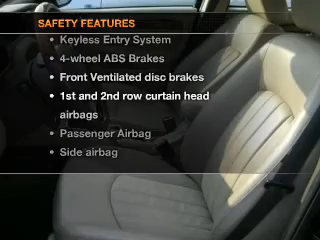 SAFETY FEATURES
• Keyless Entry System
• 4-wheel ABS Brakes
• Front Ventilated disc brakes
• 1st and 2nd row curtain head
airbags
• Passenger Airbag
• Side airbag